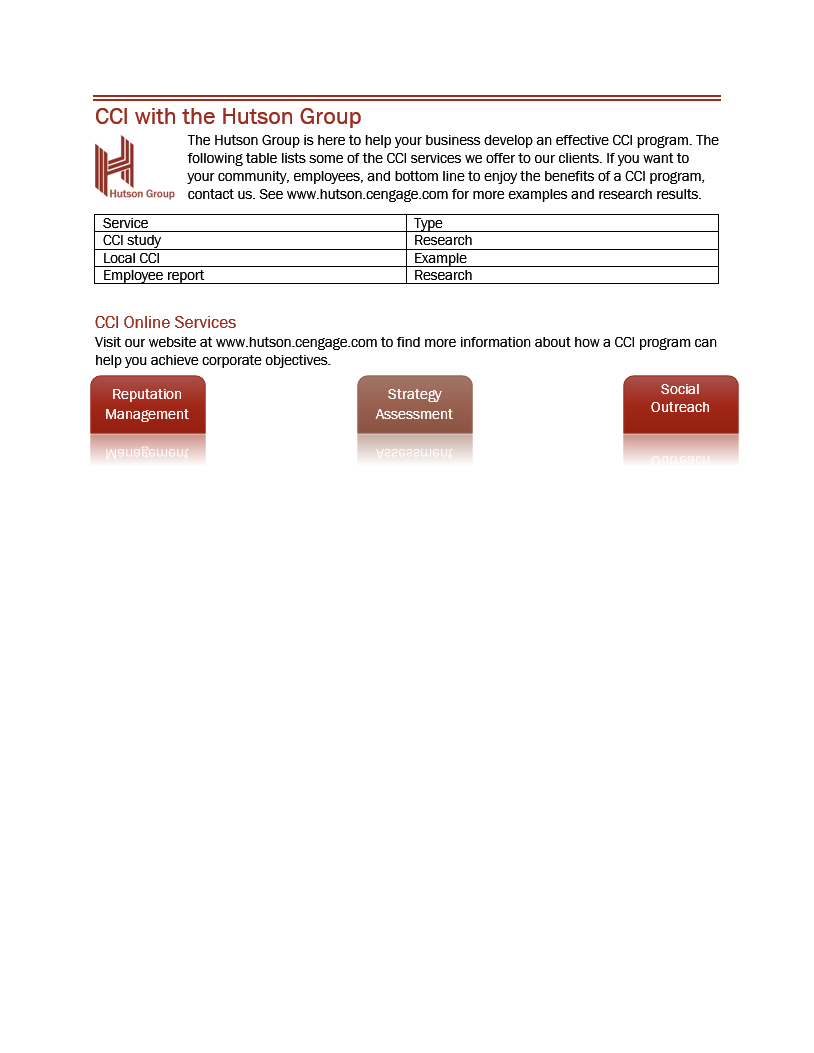 CCI with the Hutson Group
The Hutson Group is here to help your business develop an effective CCI program. The
following table lists some of the CCI services we offer to our clients. If you want to
your community, employees, and bottom line to enjoy the benefits of a CCI program,
contact us. See www.hutson.cengage.com for more examples and research results.
Hutson Group
Service Type
CCI study Research
Local CCI Example
Employee report Research
CCI Online Services
Visit our website at www.hutson.cengage.com to find more information about how a CCI program can
help you achieve corporate objectives.
Reputation
Management
Strategy
Assessment
Social
Outreach